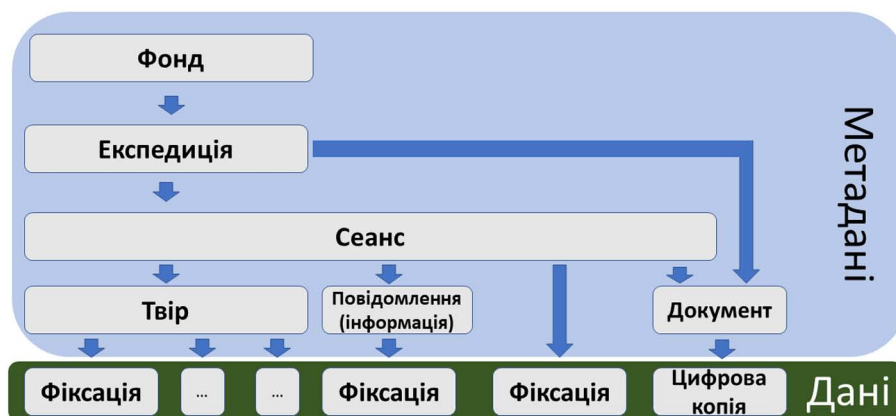 Фонд
Експедиція
Сеанс
Твір
Повідомлення
(інформація)
Документ
Метадані
Фіксація
...
...
Фіксація
Фіксація
Цифрова
копія
Дані